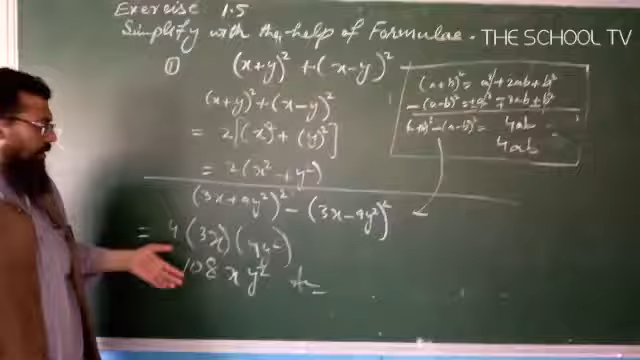 Exercise 1.5
Simplify with the help of Formulae.
THE SCHOOL TV
① (x+y)² + (x-y)²
(x+y)² + (x-y)²
= 2[(x)² + (y)²]
= 2(x² + y²)
(a+b)² = a² + 2ab + b²
-(a-b)² = ±a² ∓ 2ab ± b²
(a+b)² - (a-b)² = 4ab
4ab
(3x+9y²)² - (3x-9y²)²
= 4(3x)(9y²)
108 x y²